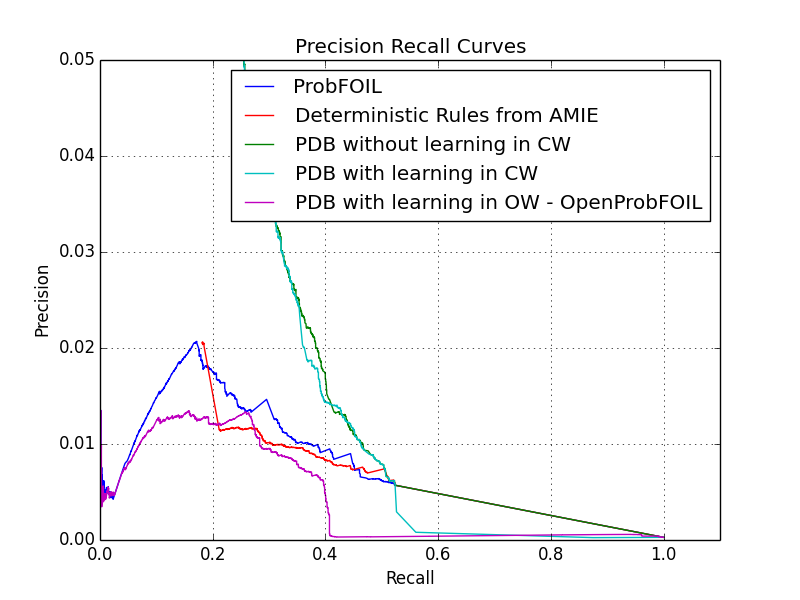 Precision Recall Curves
0.05
0.04
0.03
0.02
0.01
0.00
Precision
ProbFOIL
Deterministic Rules from AMIE
PDB without learning in CW
PDB with learning in CW
PDB with learning in OW - OpenProbFOIL
0.0 0.2 0.4 0.6 0.8 1.0
Recall